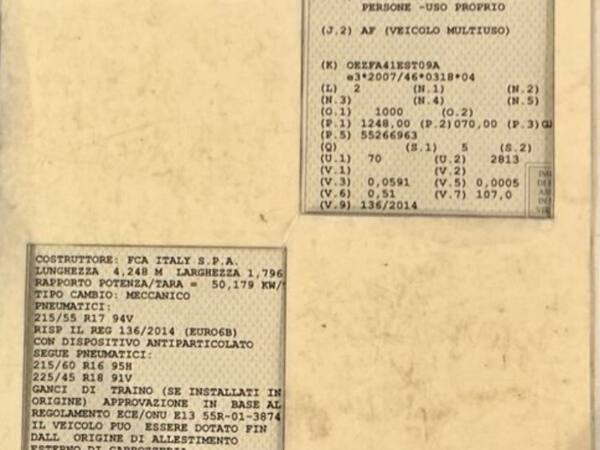 PERSONE -USO PROPRIO
(J.2) AF (VEICOLO MULTIUSO)
(K) OEZFA41EST09A
e3*2007/46*0318*04
(L) 2 (N.1) (N.2)
(N.3) (N.4) (N.5)
(O.1) 1000 (O.2)
(P.1) 1248,00 (P.2)070,00 (P.3)
(P.5) 55266963
(Q) (S.1) 5 (S.2)
(U.1) 70 (U.2) 2813
(V.1) (V.2)
(V.3) 0,0591 (V.5) 0,0005
(V.6) 0,51 (V.7) 107,0
(V.9) 136/2014
COSTRUTTORE: FCA ITALY S.P.A.
LUNGHEZZA 4,248 M LARGHEZZA 1,796
RAPPORTO POTENZA/TARA = 50,179 KW/
TIPO CAMBIO: MECCANICO
PNEUMATICI:
215/55 R17 94V
RISP IL REG 136/2014 (EURO6B)
CON DISPOSITIVO ANTIPARTICOLATO
SEGUE PNEUMATICI:
215/60 R16 95H
225/45 R18 91V
GANCI DI TRAINO (SE INSTALLATI IN
ORIGINE) APPROVAZIONE IN BASE AL
REGOLAMENTO ECE/ONU E13 55R-01-3874
IL VEICOLO PUO ESSERE DOTATO FIN
DALL ORIGINE DI ALLESTIMENTO
ESTERNO DI CARROZZERIA